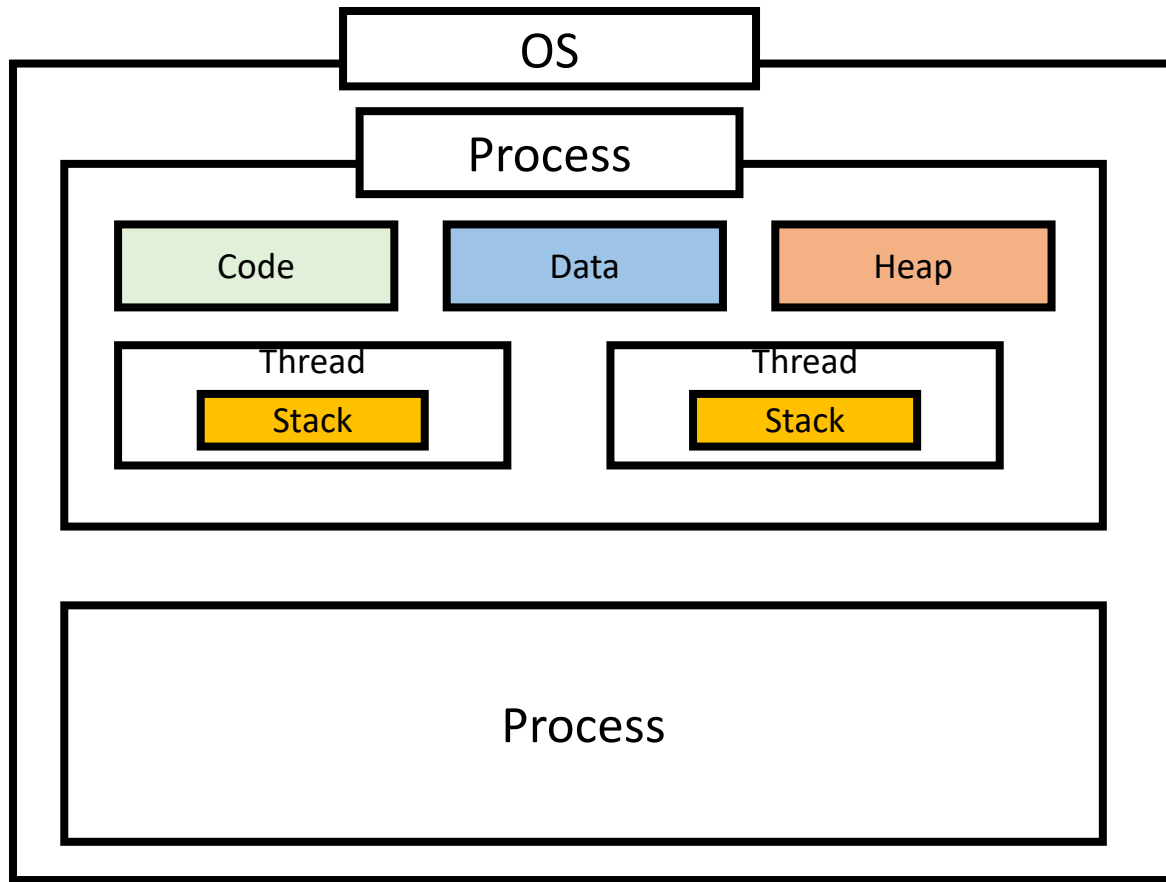 OS
Process
Code Data Heap
Thread Thread
Stack Stack
Process